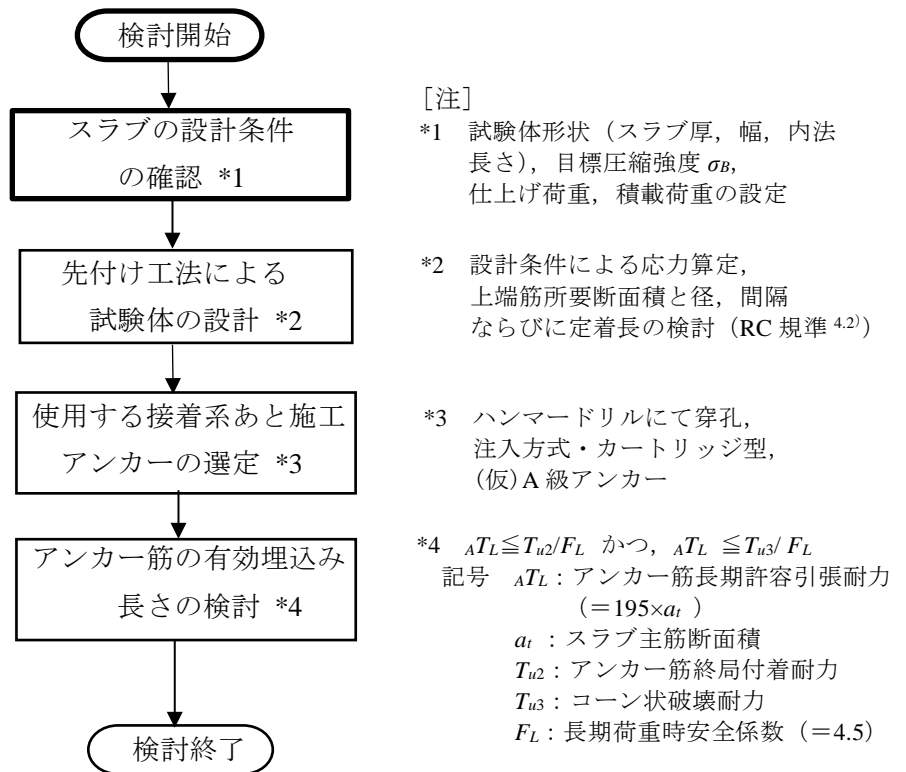 検討開始
スラブの設計条件
の確認 *1
先付け工法による
試験体の設計 *2
使用する接着系あと施工
アンカーの選定 *3
アンカー筋の有効埋込み
長さの検討 *4
検討終了
［注］
*1 試験体形状（スラブ厚，幅，内法
長さ），目標圧縮強度 σB，
仕上げ荷重，積載荷重の設定
*2 設計条件による応力算定，
上端筋所要断面積と径，間隔
ならびに定着長の検討（RC 規準 4.2)）
*3 ハンマードリルにて穿孔，
注入方式・カートリッジ型，
(仮)A 級アンカー
*4 ATL≦Tu2/FL かつ，ATL ≦Tu3/ FL
記号 ATL：アンカー筋長期許容引張耐力
（＝195×at ）
at ：スラブ主筋断面積
Tu2：アンカー筋終局付着耐力
Tu3：コーン状破壊耐力
FL：長期荷重時安全係数（＝4.5）